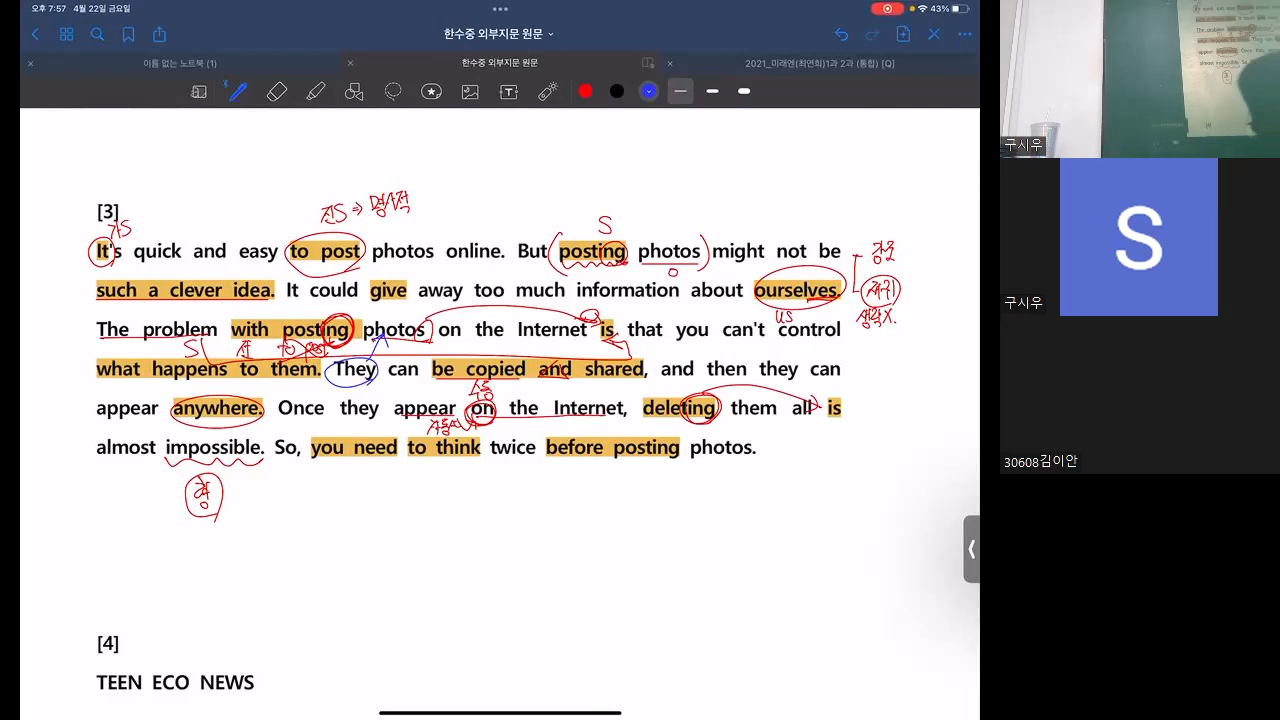 오후 7:57 4월 22일 금요일
43%
한수중 외부지문 원문
이름 없는 노트북 (1)
한수중 외부지문 원문
2021_미래엔(최연희)1과 2과 (통합) [Q]
[3]
가S
진S ⇒ 명사적
S
It's quick and easy to post photos online. But (posting photos) might not be
O
강조
such a clever idea. It could give away too much information about ourselves.
재귀
us
생략X.
The problem with posting photos on the Internet is that you can't control
S 전 to post
what happens to them. They can be copied and shared, and then they can
수동
appear anywhere. Once they appear on the Internet, deleting them all is
almost impossible. So, you need to think twice before posting photos.
형
[4]
TEEN ECO NEWS
구시우
S
구시우
30608김이안